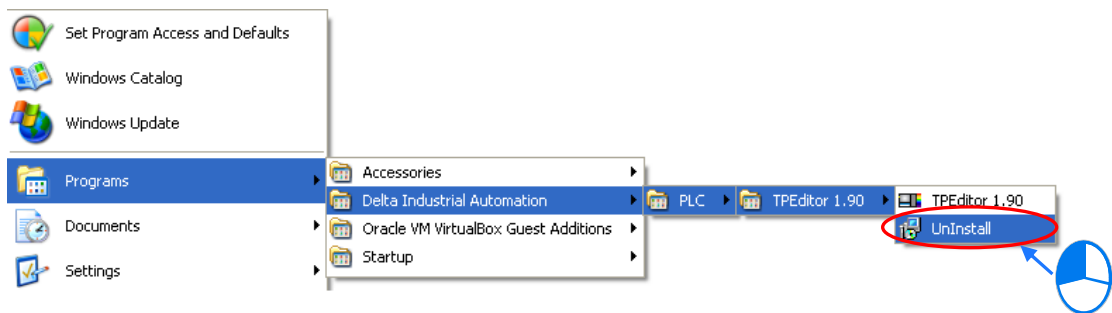 Set Program Access and Defaults
Windows Catalog
Windows Update
Programs
Documents
Settings
Accessories
Delta Industrial Automation
Oracle VM VirtualBox Guest Additions
Startup
PLC
TPEditor 1.90
TPEditor 1.90
UnInstall